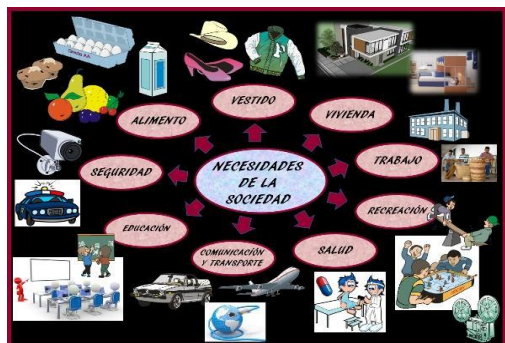 VESTIDO
ALIMENTO
VIVIENDA
SEGURIDAD
NECESIDADES
DE LA
SOCIEDAD
TRABAJO
EDUCACIÓN
RECREACIÓN
COMUNICACIÓN
Y TRANSPORTE
SALUD